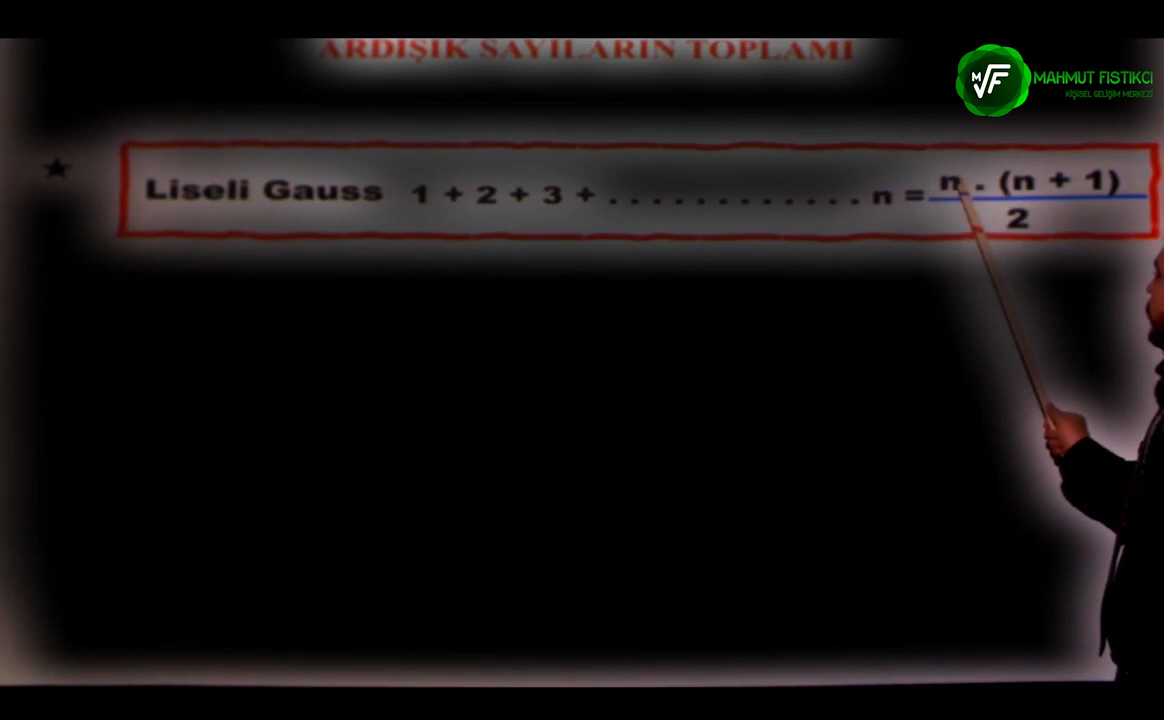 ARDIŞIK SAYILARIN TOPLAMI
M√F MAHMUT FISTIKCI
KİŞİSEL GELİŞİM MERKEZİ
★ Liseli Gauss 1 + 2 + 3 + . . . . . . . . . . . . n = n . (n + 1)
2